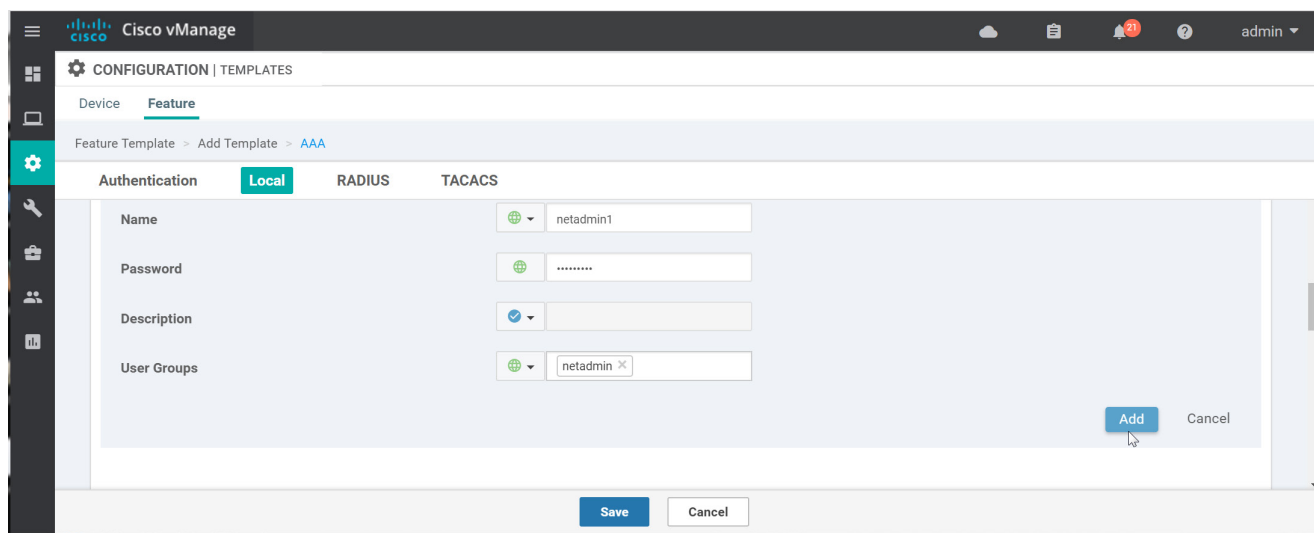 CISCO Cisco vManage 21 admin
CONFIGURATION | TEMPLATES
Device Feature
Feature Template > Add Template > AAA
Authentication Local RADIUS TACACS
Name netadmin1
Password •••••••••
Description
User Groups netadmin ×
Add Cancel
Save Cancel